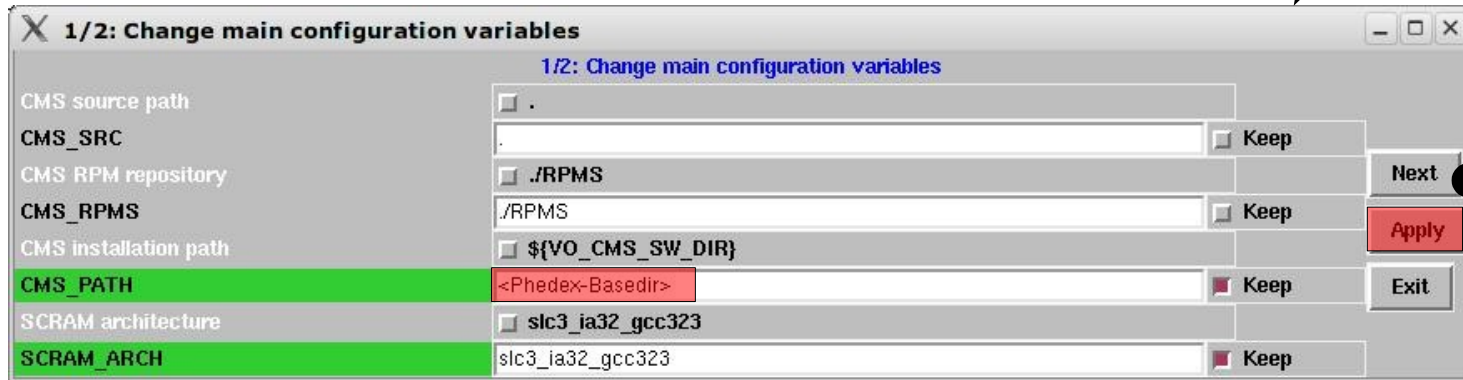 1/2: Change main configuration variables
1/2: Change main configuration variables
CMS source path .
CMS_SRC . Keep
CMS RPM repository ./RPMS
Next
CMS_RPMS ./RPMS Keep
Apply
CMS installation path ${VO_CMS_SW_DIR}
CMS_PATH <Phedex-Basedir> Keep Exit
SCRAM architecture slc3_ia32_gcc323
SCRAM_ARCH slc3_ia32_gcc323 Keep